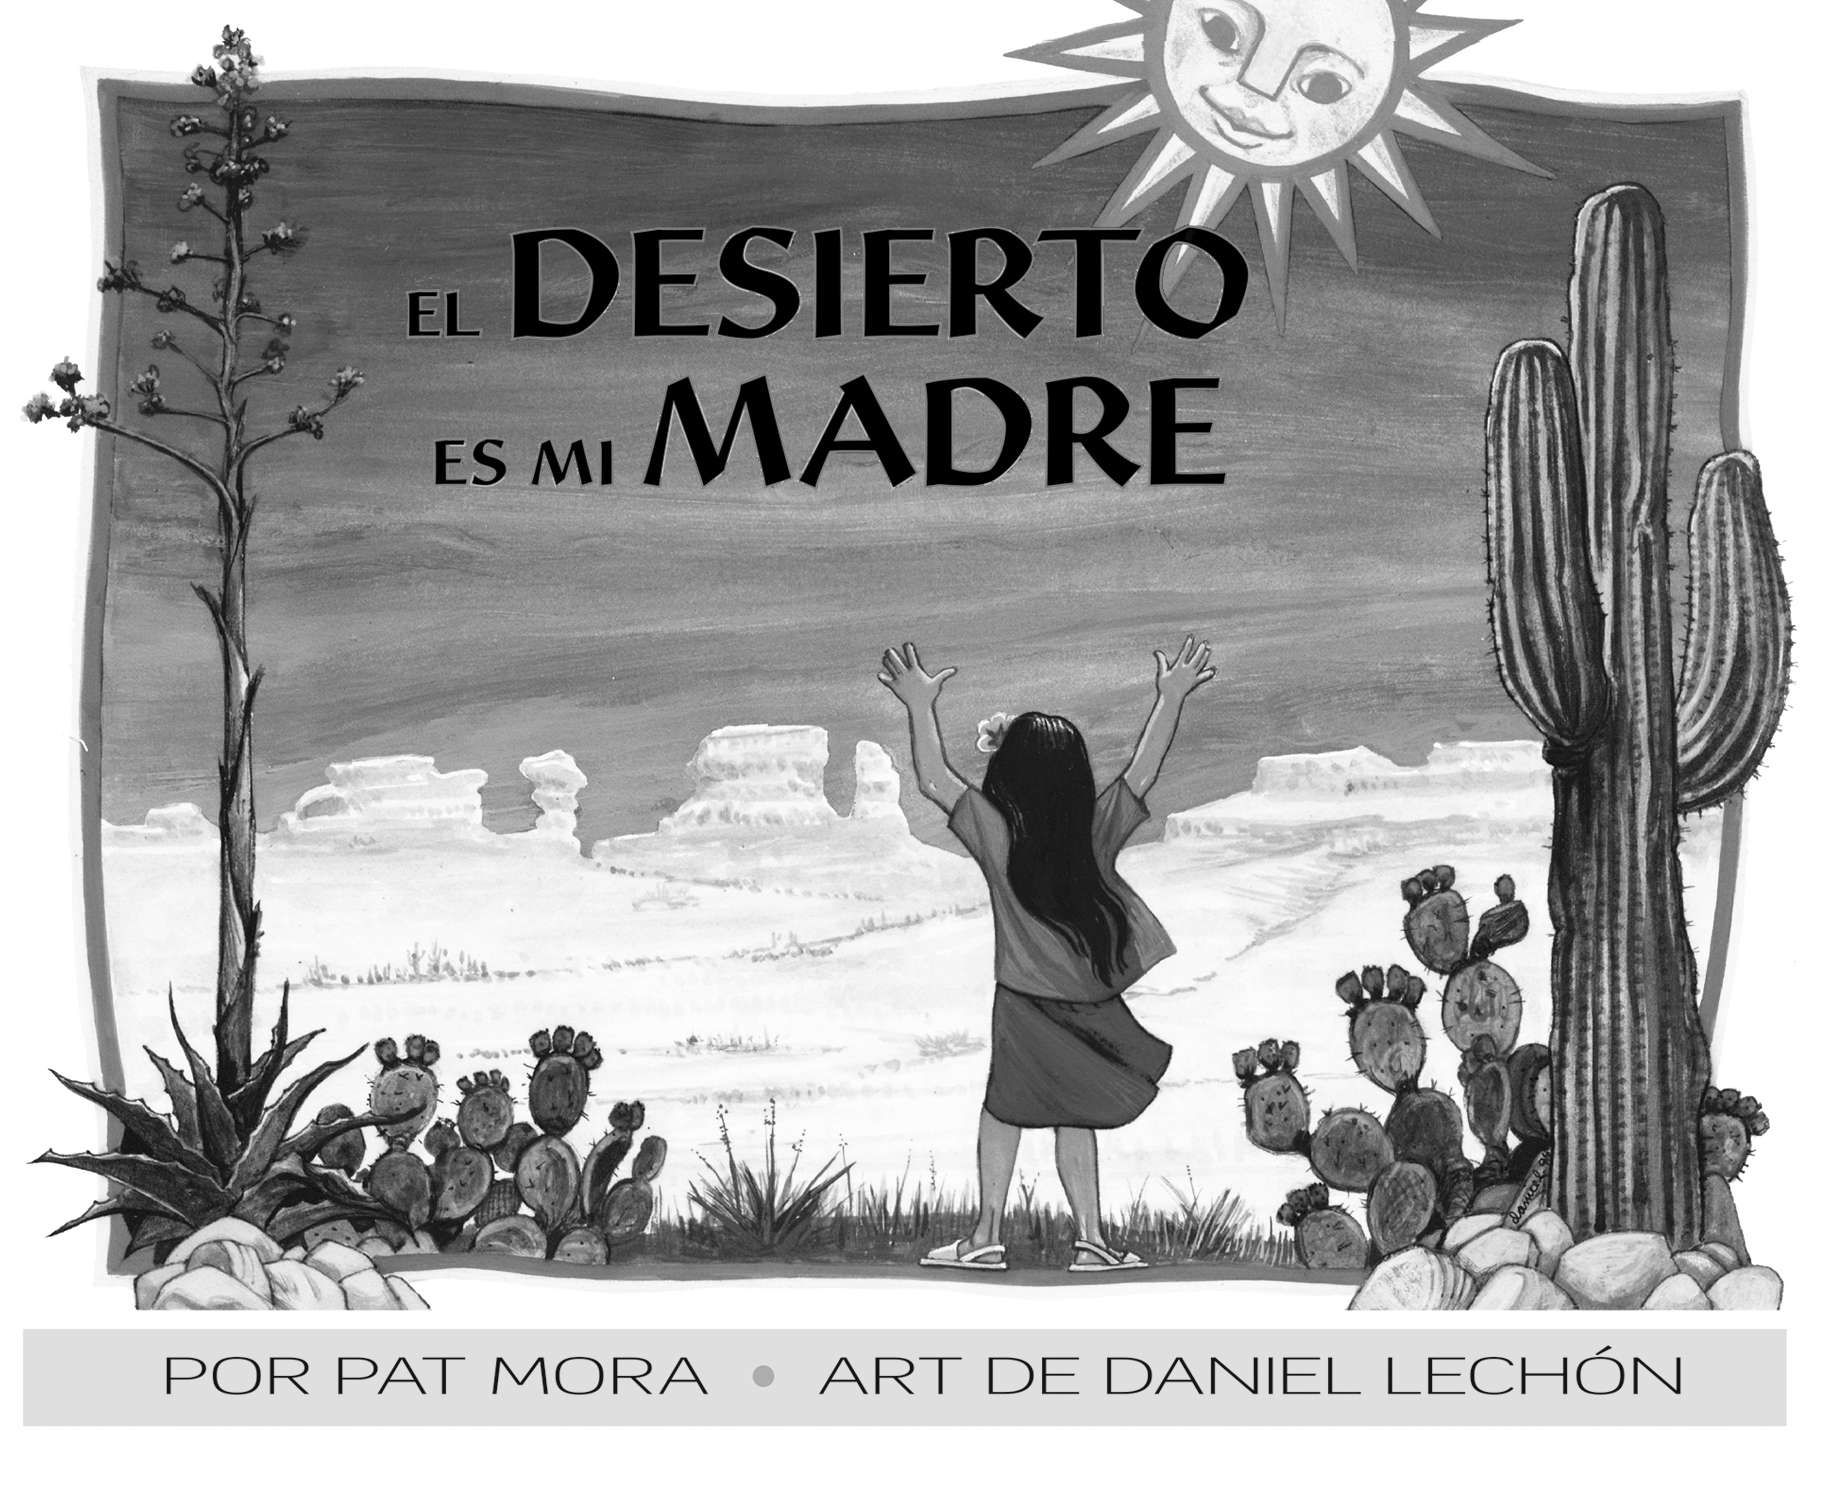 EL DESIERTO
ES MI MADRE
POR PAT MORA • ART DE DANIEL LECHÓN